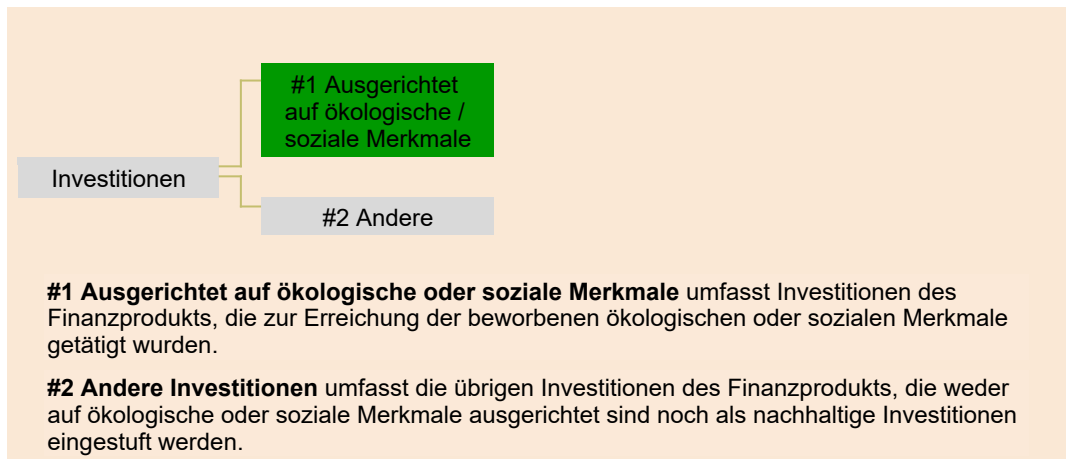 #1 Ausgerichtet
auf ökologische /
soziale Merkmale
Investitionen
#2 Andere
#1 Ausgerichtet auf ökologische oder soziale Merkmale umfasst Investitionen des
Finanzprodukts, die zur Erreichung der beworbenen ökologischen oder sozialen Merkmale
getätigt wurden.
#2 Andere Investitionen umfasst die übrigen Investitionen des Finanzprodukts, die weder
auf ökologische oder soziale Merkmale ausgerichtet sind noch als nachhaltige Investitionen
eingestuft werden.